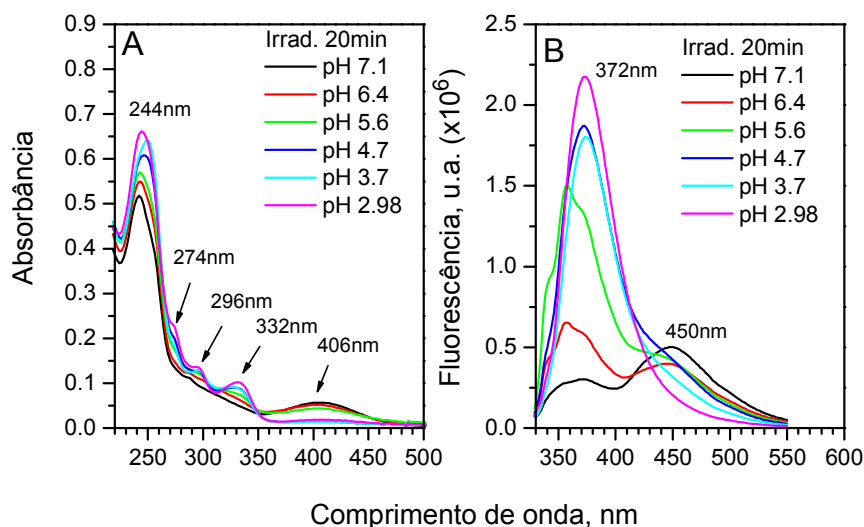 A
Irrad. 20min
pH 7.1
pH 6.4
pH 5.6
pH 4.7
pH 3.7
pH 2.98
244nm
274nm
296nm
332nm
406nm
Absorbância
0.9
0.8
0.7
0.6
0.5
0.4
0.3
0.2
0.1
0.0
250 300 350 400 450 500
B
Irrad. 20min
pH 7.1
pH 6.4
pH 5.6
pH 4.7
pH 3.7
pH 2.98
372nm
450nm
Fluorescência, u.a. (x10⁶)
2.5
2.0
1.5
1.0
0.5
0.0
350 400 450 500 550 600
Comprimento de onda, nm